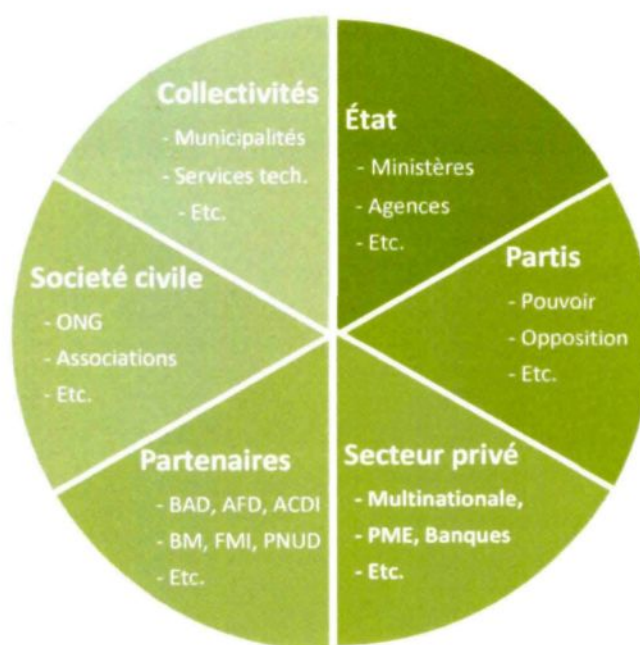 Collectivités
- Municipalités
- Services tech.
- Etc.
État
- Ministères
- Agences
- Etc.
Partis
- Pouvoir
- Opposition
- Etc.
Secteur privé
- Multinationale,
- PME, Banques
- Etc.
Partenaires
- BAD, AFD, ACDI
- BM, FMI, PNUD
- Etc.
Societé civile
- ONG
- Associations
- Etc.